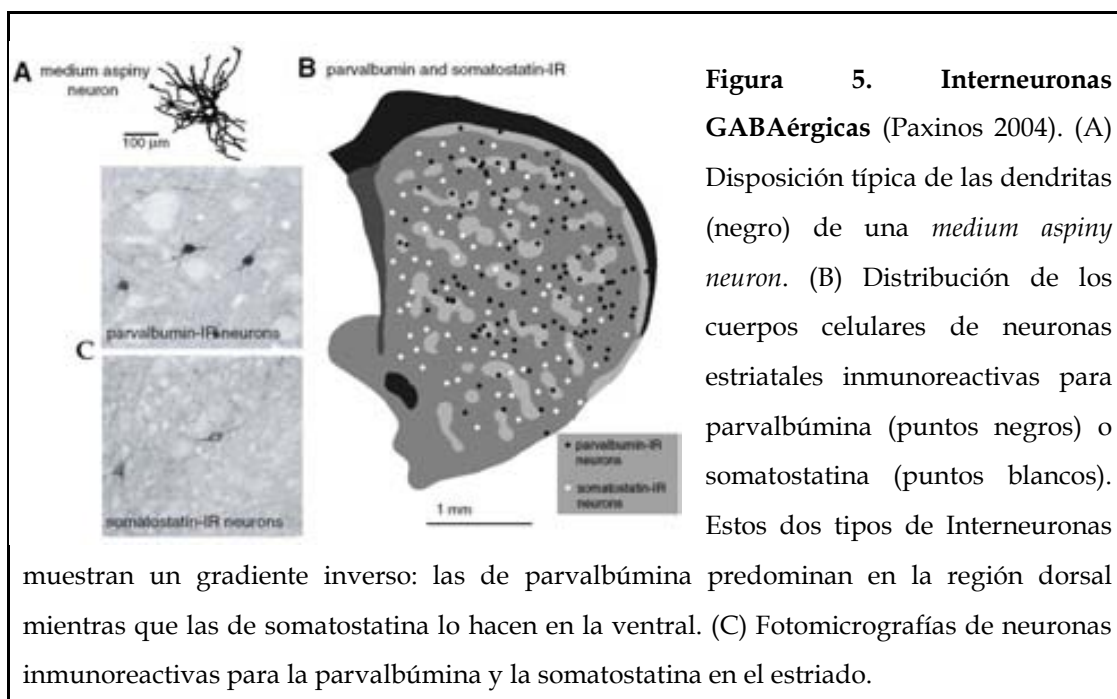 A medium aspiny
neuron
100 µm
parvalbumin-IR neurons
C
somatostatin-IR neurons
B parvalbumin and somatostatin-IR
parvalbumin-IR
neurons
somatostatin-IR
neurons
1 mm
Figura 5. Interneuronas
GABAérgicas (Paxinos 2004). (A)
Disposición típica de las dendritas
(negro) de una medium aspiny
neuron. (B) Distribución de los
cuerpos celulares de neuronas
estriatales inmunoreactivas para
parvalbúmina (puntos negros) o
somatostatina (puntos blancos).
Estos dos tipos de Interneuronas
muestran un gradiente inverso: las de parvalbúmina predominan en la región dorsal
mientras que las de somatostatina lo hacen en la ventral. (C) Fotomicrografías de neuronas
inmunoreactivas para la parvalbúmina y la somatostatina en el estriado.